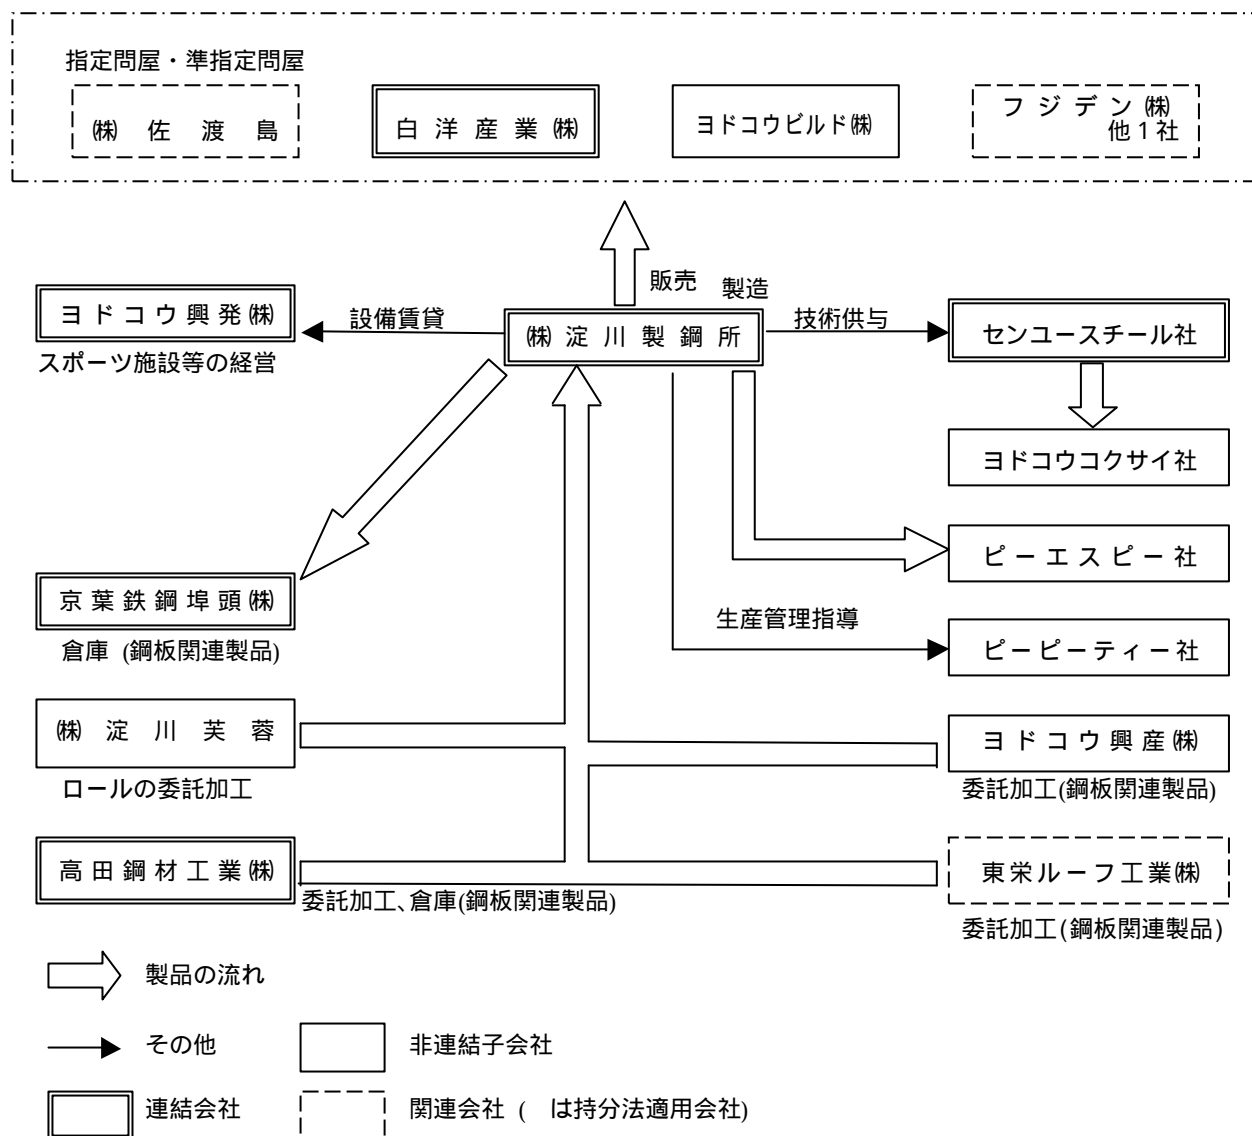 指定問屋・準指定問屋
㈱佐渡島
白洋産業㈱
ヨドコウビルド㈱
フジデン㈱
他1社
販売
製造
ヨドコウ興発㈱
設備賃貸
㈱淀川製鋼所
技術供与
センユースチール社
スポーツ施設等の経営
ヨドコウコクサイ社
ピーエスピー社
京葉鉄鋼埠頭㈱
倉庫 (鋼板関連製品)
生産管理指導
ピーピーティー社
㈱淀川芙蓉
ロールの委託加工
ヨドコウ興産㈱
委託加工(鋼板関連製品)
高田鋼材工業㈱
委託加工、倉庫(鋼板関連製品)
東栄ルーフ工業㈱
委託加工(鋼板関連製品)
製品の流れ
その他
非連結子会社
連結会社
関連会社 ( は持分法適用会社)